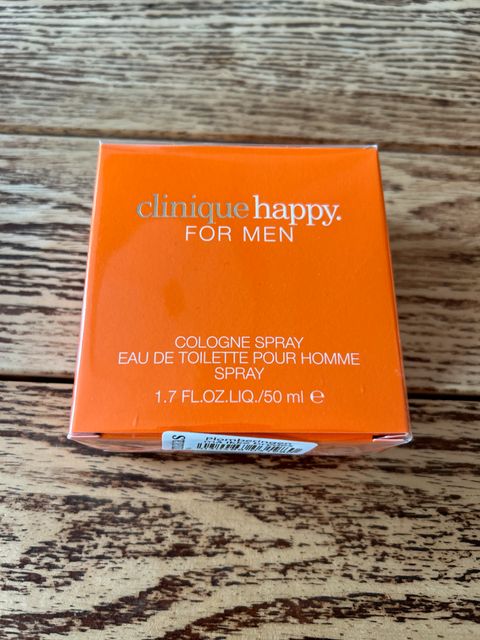 clinique happy.
FOR MEN
COLOGNE SPRAY
EAU DE TOILETTE POUR HOMME
SPRAY
1.7 FL.OZ.LIQ./50 ml ℮
Plomberingen